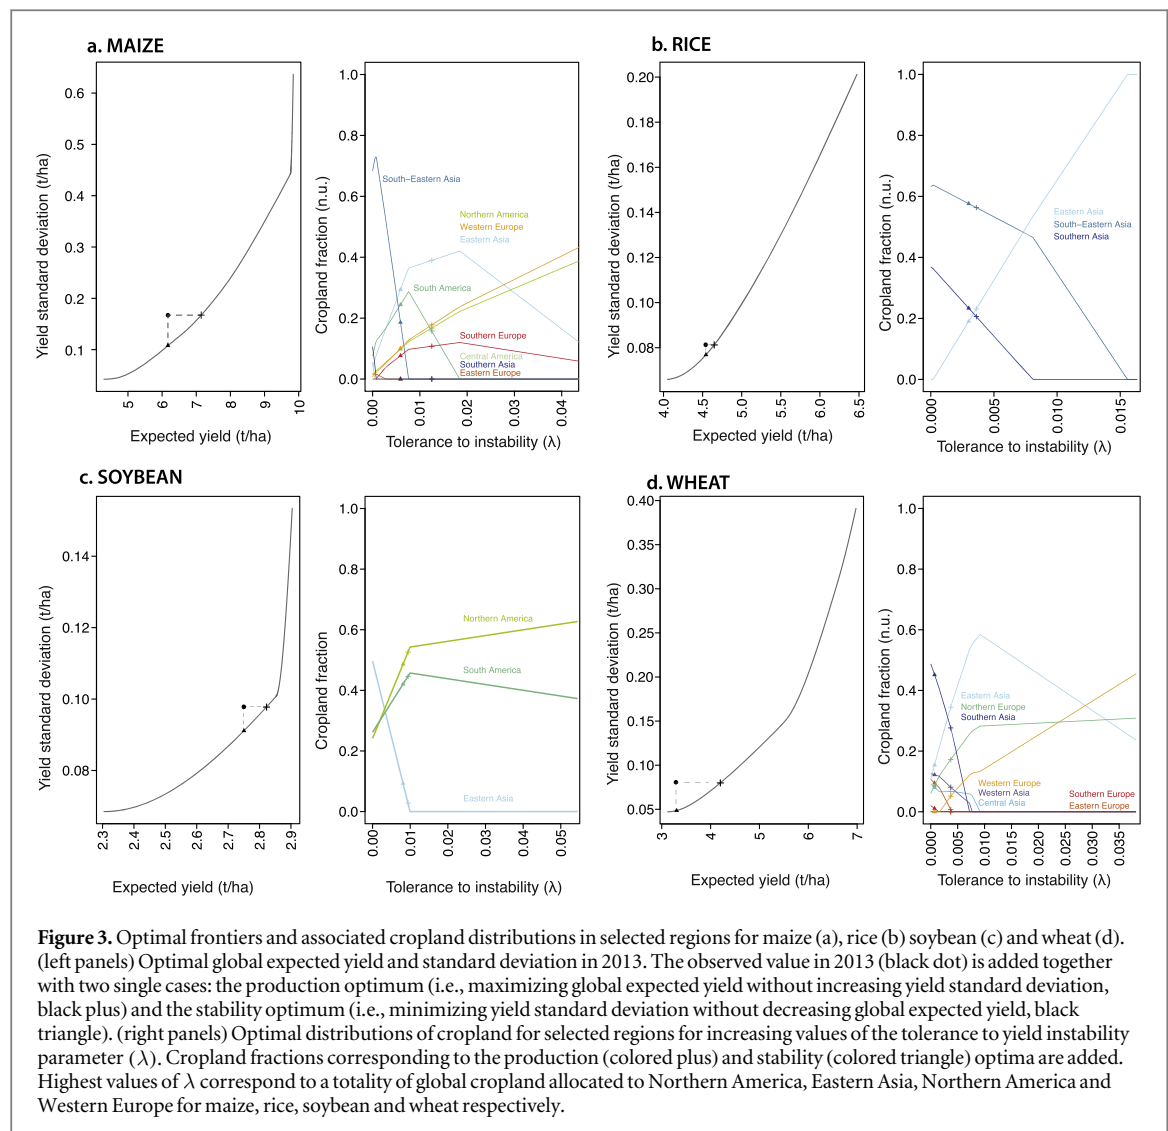 a. MAIZE
Yield standard deviation (t/ha)
0.6
0.5
0.4
0.3
0.2
0.1
5
6
7
8
9
10
Expected yield (t/ha)
Cropland fraction (n.u.)
1.0
0.8
0.6
0.4
0.2
0.0
South–Eastern Asia
Northern America
Western Europe
Eastern Asia
South America
Southern Europe
Central America
Southern Asia
Eastern Europe
0.00
0.01
0.02
0.03
0.04
Tolerance to instability (λ)
b. RICE
Yield standard deviation (t/ha)
0.20
0.18
0.16
0.14
0.12
0.10
0.08
4.0
4.5
5.0
5.5
6.0
6.5
Expected yield (t/ha)
Cropland fraction (n.u.)
1.0
0.8
0.6
0.4
0.2
0.0
Eastern Asia
South–Eastern Asia
Southern Asia
0.000
0.005
0.010
0.015
Tolerance to instability (λ)
c. SOYBEAN
Yield standard deviation (t/ha)
0.14
0.12
0.10
0.08
2.3
2.4
2.5
2.6
2.7
2.8
2.9
Expected yield (t/ha)
Cropland fraction
1.0
0.8
0.6
0.4
0.2
0.0
Northern America
South America
Eastern Asia
0.00
0.01
0.02
0.03
0.04
0.05
Tolerance to instability (λ)
d. WHEAT
Yield standard deviation (t/ha)
0.40
0.35
0.30
0.25
0.20
0.15
0.10
0.05
3
4
5
6
7
Expected yield (t/ha)
Cropland fraction (n.u.)
1.0
0.8
0.6
0.4
0.2
0.0
Eastern Asia
Northern Europe
Southern Asia
Western Europe
Western Asia
Central Asia
Southern Europe
Eastern Europe
0.000
0.005
0.010
0.015
0.020
0.025
0.030
0.035
Tolerance to instability (λ)
Figure 3. Optimal frontiers and associated cropland distributions in selected regions for maize (a), rice (b) soybean (c) and wheat (d).
(left panels) Optimal global expected yield and standard deviation in 2013. The observed value in 2013 (black dot) is added together
with two single cases: the production optimum (i.e., maximizing global expected yield without increasing yield standard deviation,
black plus) and the stability optimum (i.e., minimizing yield standard deviation without decreasing global expected yield, black
triangle). (right panels) Optimal distributions of cropland for selected regions for increasing values of the tolerance to yield instability
parameter (λ). Cropland fractions corresponding to the production (colored plus) and stability (colored triangle) optima are added.
Highest values of λ correspond to a totality of global cropland allocated to Northern America, Eastern Asia, Northern America and
Western Europe for maize, rice, soybean and wheat respectively.